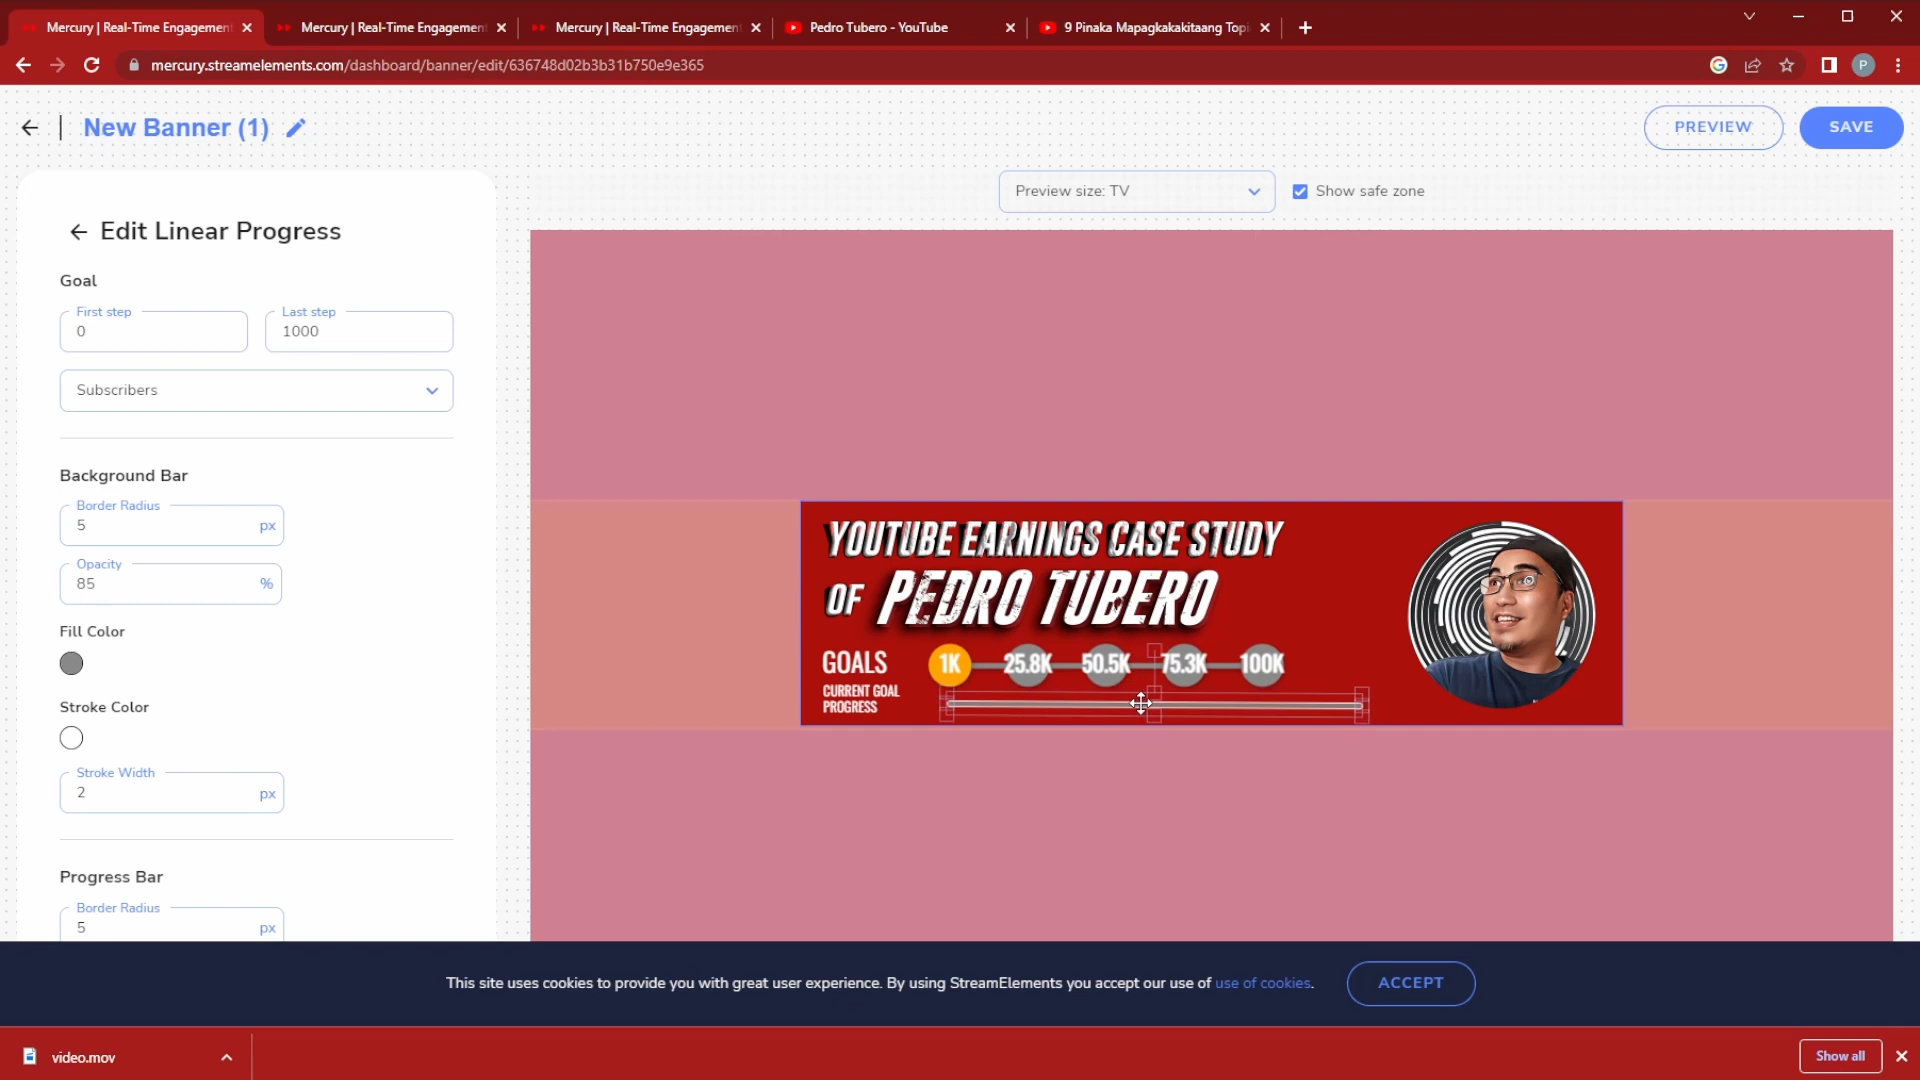 Mercury | Real-Time Engagement
Mercury | Real-Time Engagement
Mercury | Real-Time Engagement
Pedro Tubero - YouTube
9 Pinaka Mapagkakakitaang Topi
mercury.streamelements.com/dashboard/banner/edit/636748d02b3b31b750e9e365
P
New Banner (1)
PREVIEW
SAVE
Preview size: TV
Show safe zone
Edit Linear Progress
Goal
First step
0
Last step
1000
Subscribers
Background Bar
Border Radius
5 px
Opacity
85 %
Fill Color
Stroke Color
Stroke Width
2 px
Progress Bar
Border Radius
5 px
YOUTUBE EARNINGS CASE STUDY
OF PEDRO TUBERO
GOALS 1K 25.8K 50.5K 75.3K 100K
CURRENT GOAL
PROGRESS
This site uses cookies to provide you with great user experience. By using StreamElements you accept our use of use of cookies.
ACCEPT
video.mov
Show all